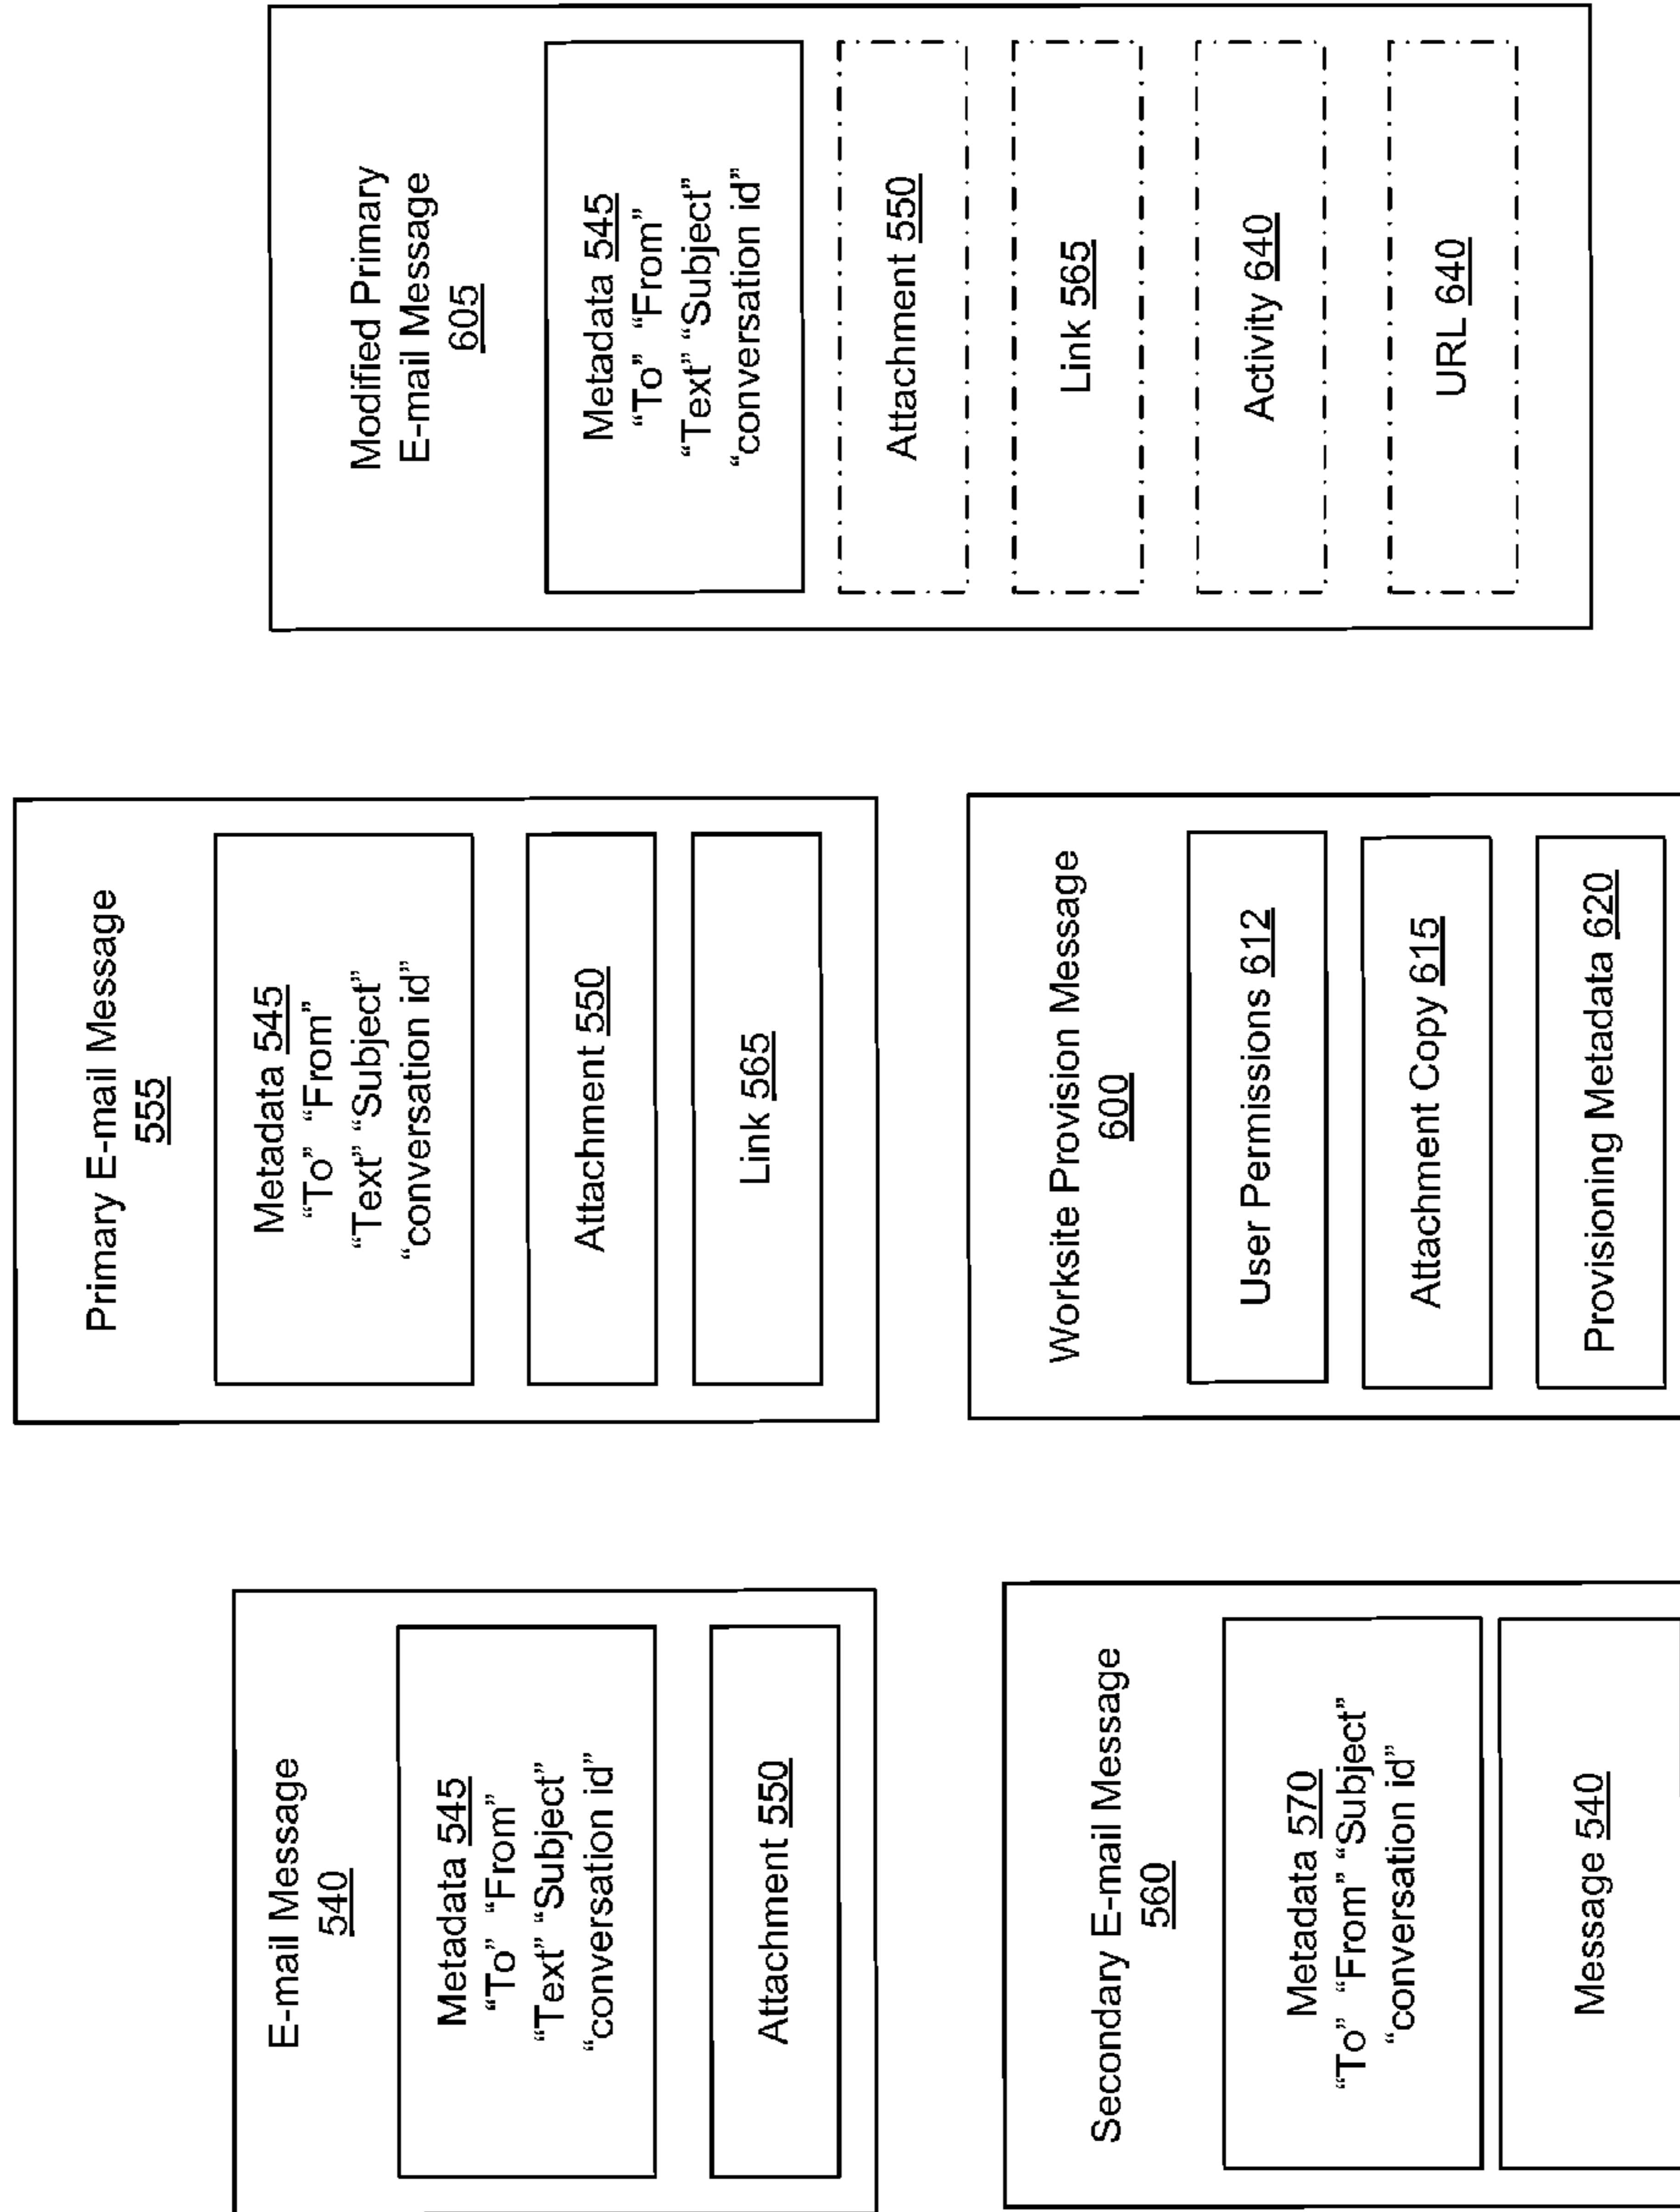 E-mail Message
540
Metadata 545
“To” “From”
“Text” “Subject”
“conversation id”
Attachment 550
Primary E-mail Message
555
Metadata 545
“To” “From”
“Text” “Subject”
“conversation id”
Attachment 550
Link 565
Modified Primary
E-mail Message
605
Metadata 545
“To” “From”
“Text” “Subject”
“conversation id”
Attachment 550
Link 565
Activity 640
URL 640
Secondary E-mail Message
560
Metadata 570
“To” “From” “Subject”
“conversation id”
Message 540
Worksite Provision Message
600
User Permissions 612
Attachment Copy 615
Provisioning Metadata 620